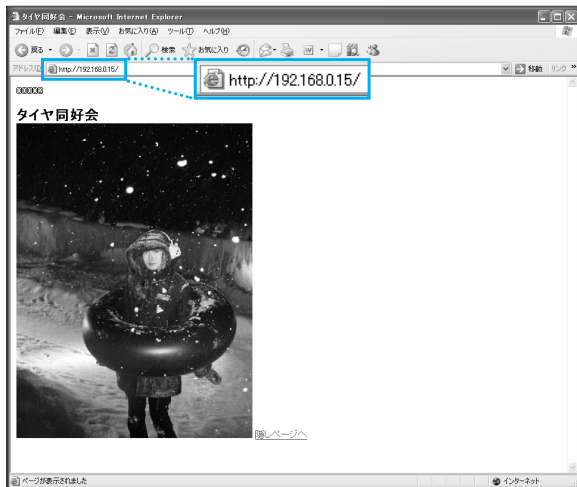 タイヤ同好会 - Microsoft Internet Explorer
ファイル(F) 編集(E) 表示(V) お気に入り(A) ツール(T) ヘルプ(H)
戻る 検索 お気に入り
アドレス(D) http://192.168.0.15/ 移動 リンク »
http://192.168.0.15/
タイヤ同好会
隠しページへ
ページが表示されました インターネット